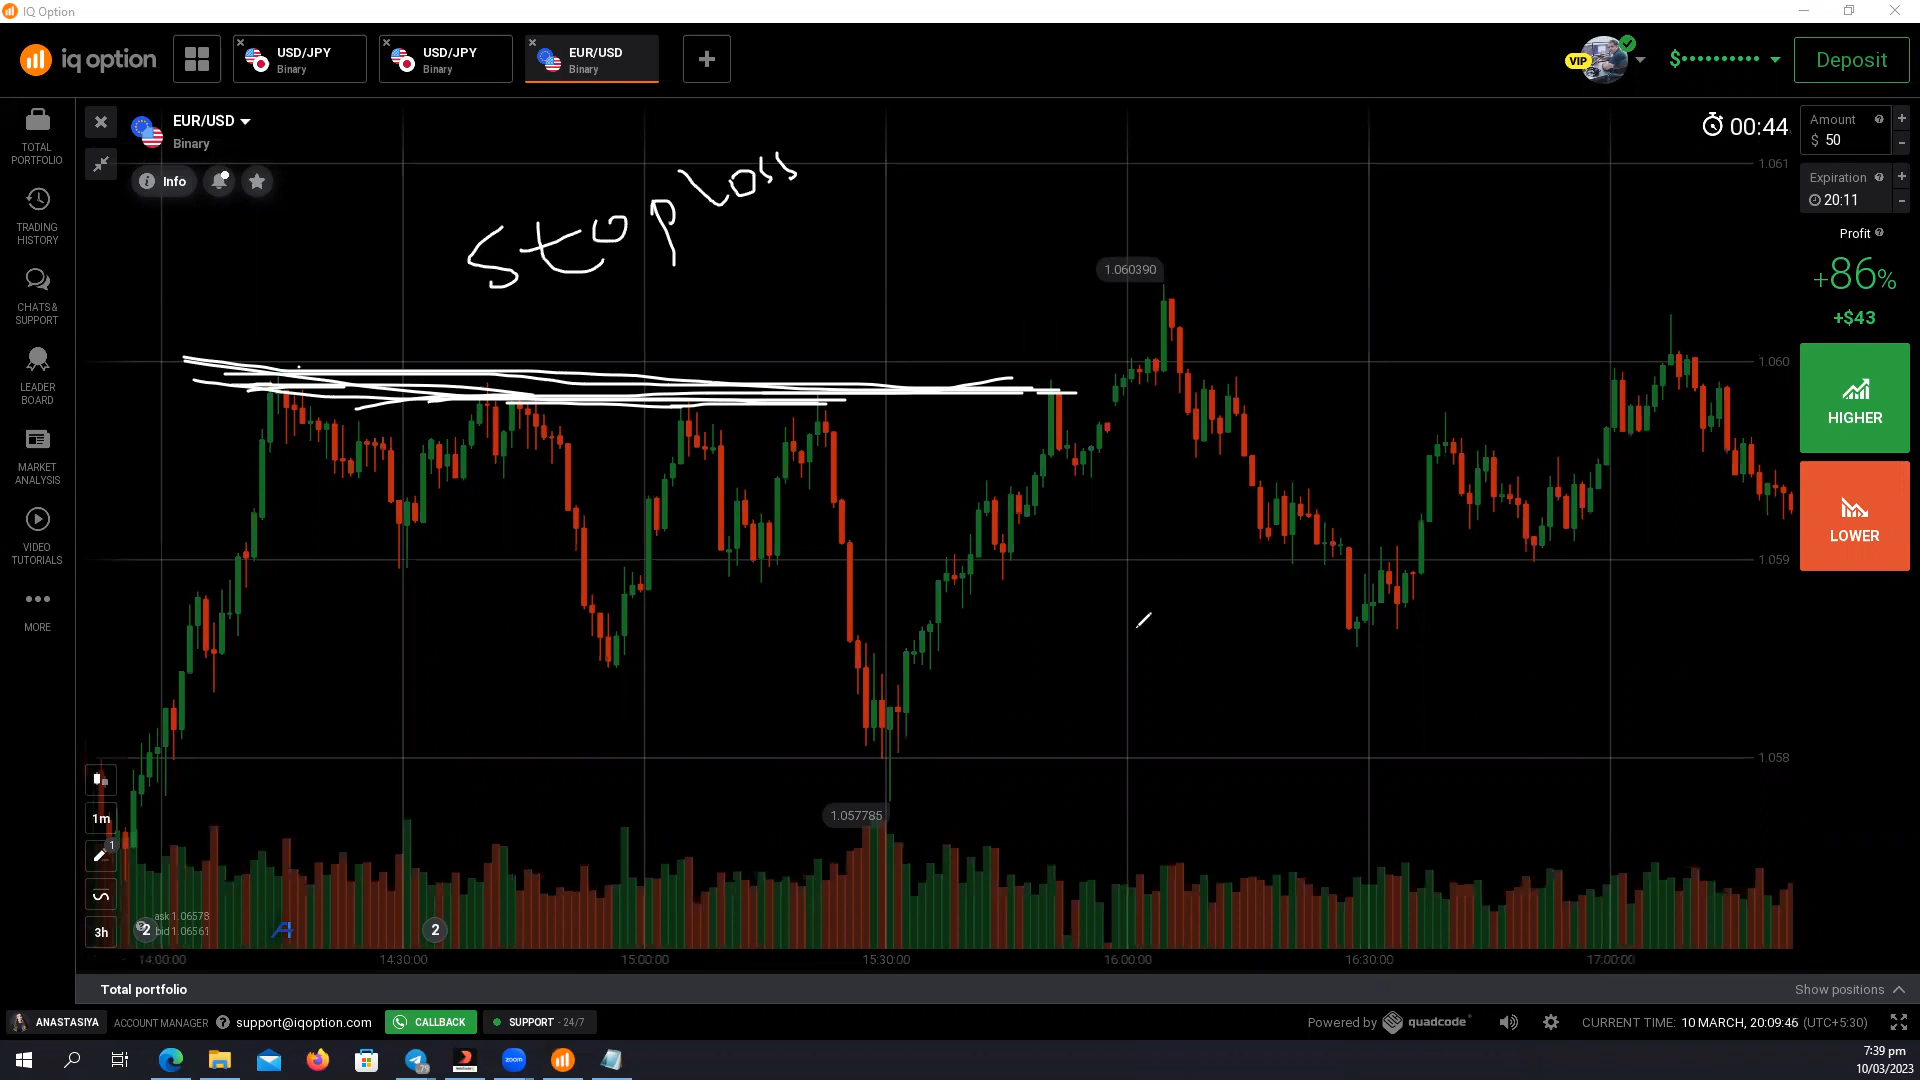 IQ Option
iq option
USD/JPY
Binary
USD/JPY
Binary
EUR/USD
Binary
VIP
$••••••••••
Deposit
TOTAL PORTFOLIO
TRADING HISTORY
CHATS & SUPPORT
LEADER BOARD
MARKET ANALYSIS
VIDEO TUTORIALS
MORE
EUR/USD
Binary
Info
stop loss
00:44
1.061
1.060390
1.060
1.059
1.058
1.057785
Amount
$ 50
Expiration
20:11
Profit
+86%
+$43
HIGHER
LOWER
1m
1
3h
2
ask 1.06578
bid 1.06561
2
14:00:00
14:30:00
15:00:00
15:30:00
16:00:00
16:30:00
17:00:00
Total portfolio
Show positions
ANASTASIYA
ACCOUNT MANAGER
support@iqoption.com
CALLBACK
SUPPORT - 24/7
Powered by quadcode
CURRENT TIME: 10 MARCH, 20:09:46 (UTC+5:30)
79
zoom
7:39 pm
10/03/2023